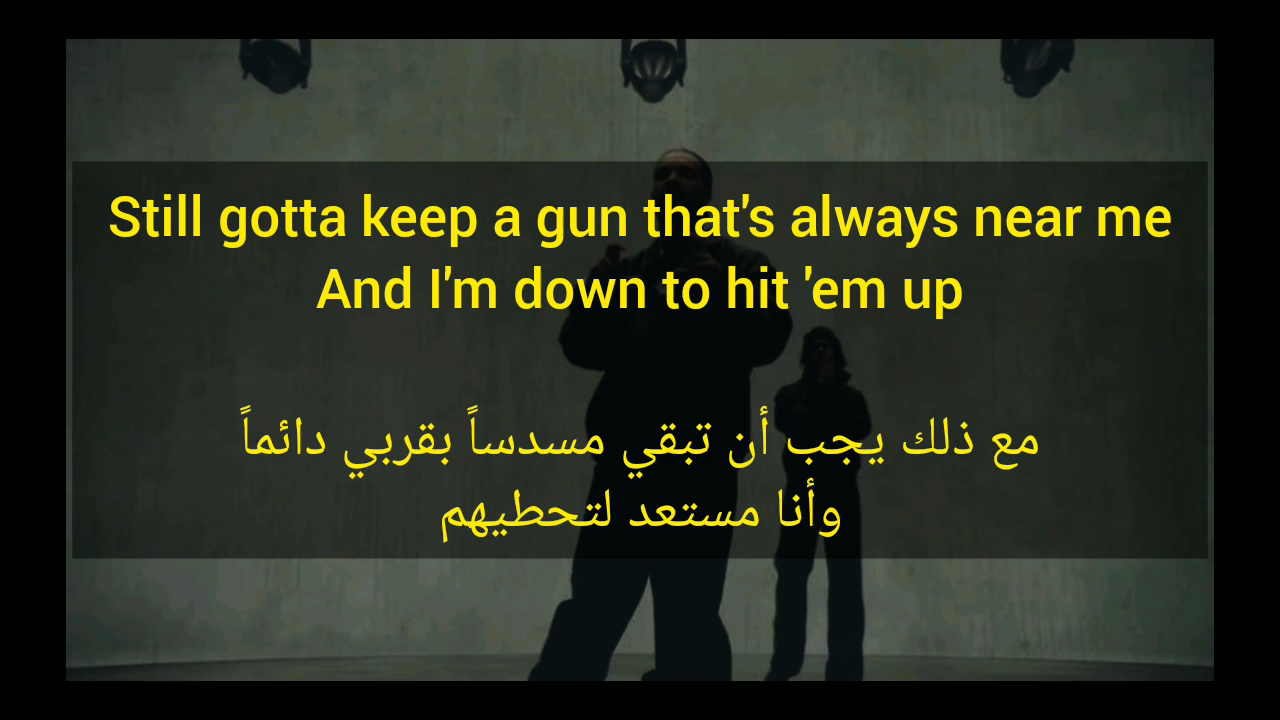 Still gotta keep a gun that's always near me
And I'm down to hit 'em up
مع ذلك يجب أن تبقي مسدساً بقربي دائماً
وأنا مستعد لتحطيهم